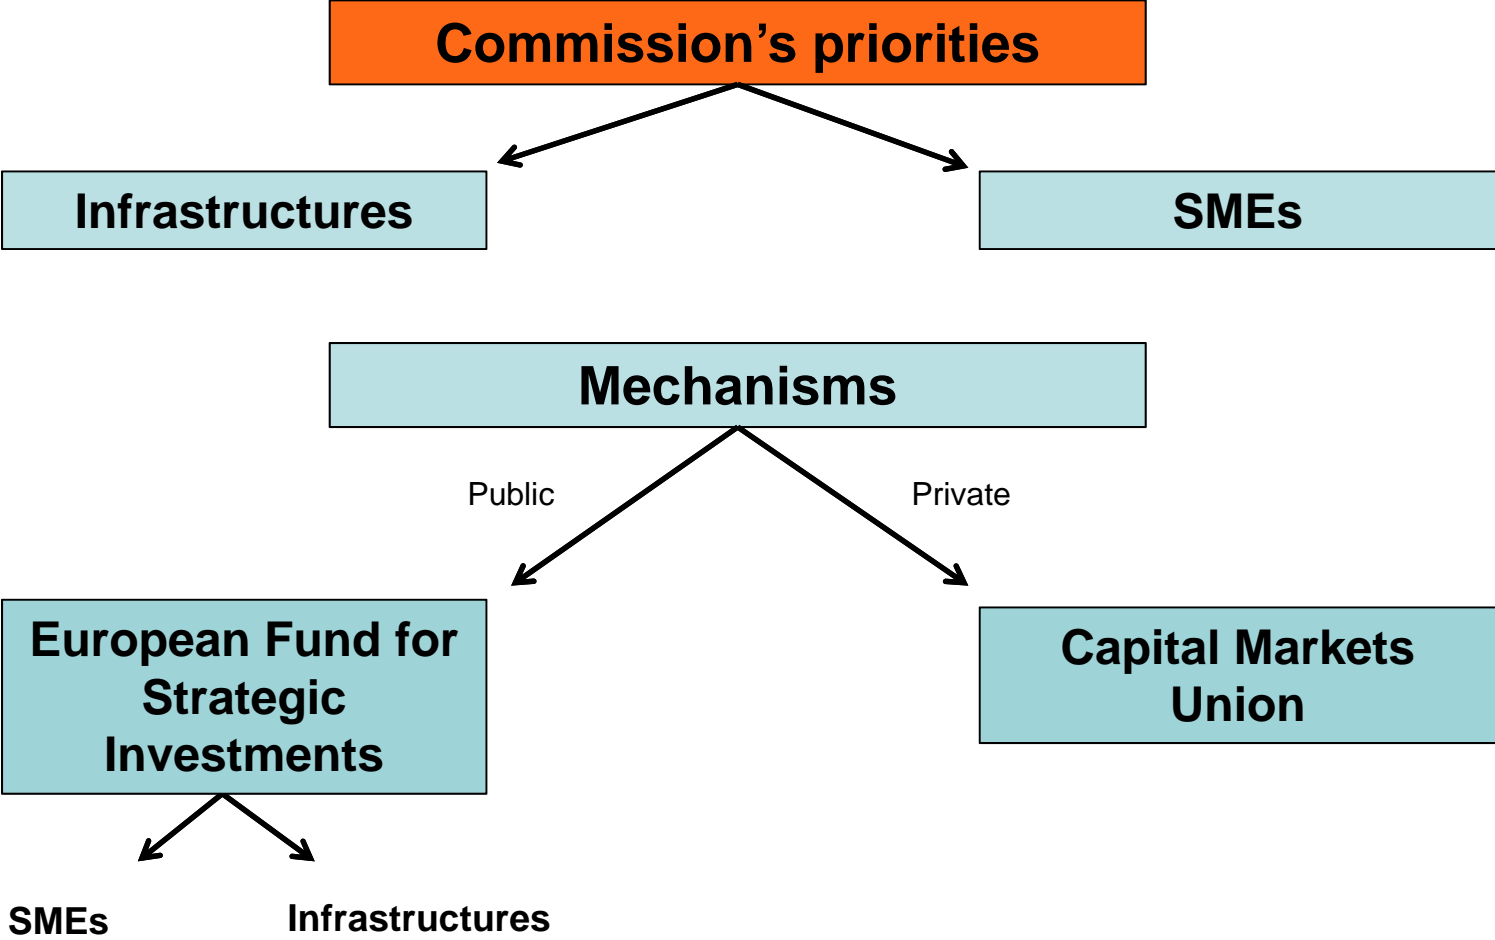 Commission’s priorities
Infrastructures
SMEs
Mechanisms
Public
Private
European Fund for
Strategic
Investments
Capital Markets
Union
SMEs
Infrastructures